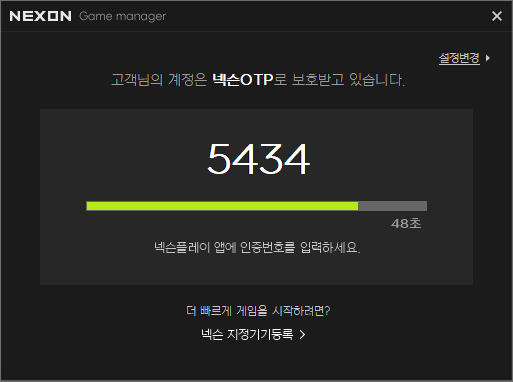 NEXON Game manager
설정변경
고객님의 계정은 넥슨OTP로 보호받고 있습니다.
5434
48초
넥슨플레이 앱에 인증번호를 입력하세요.
더 빠르게 게임을 시작하려면?
넥슨 지정기기등록 >